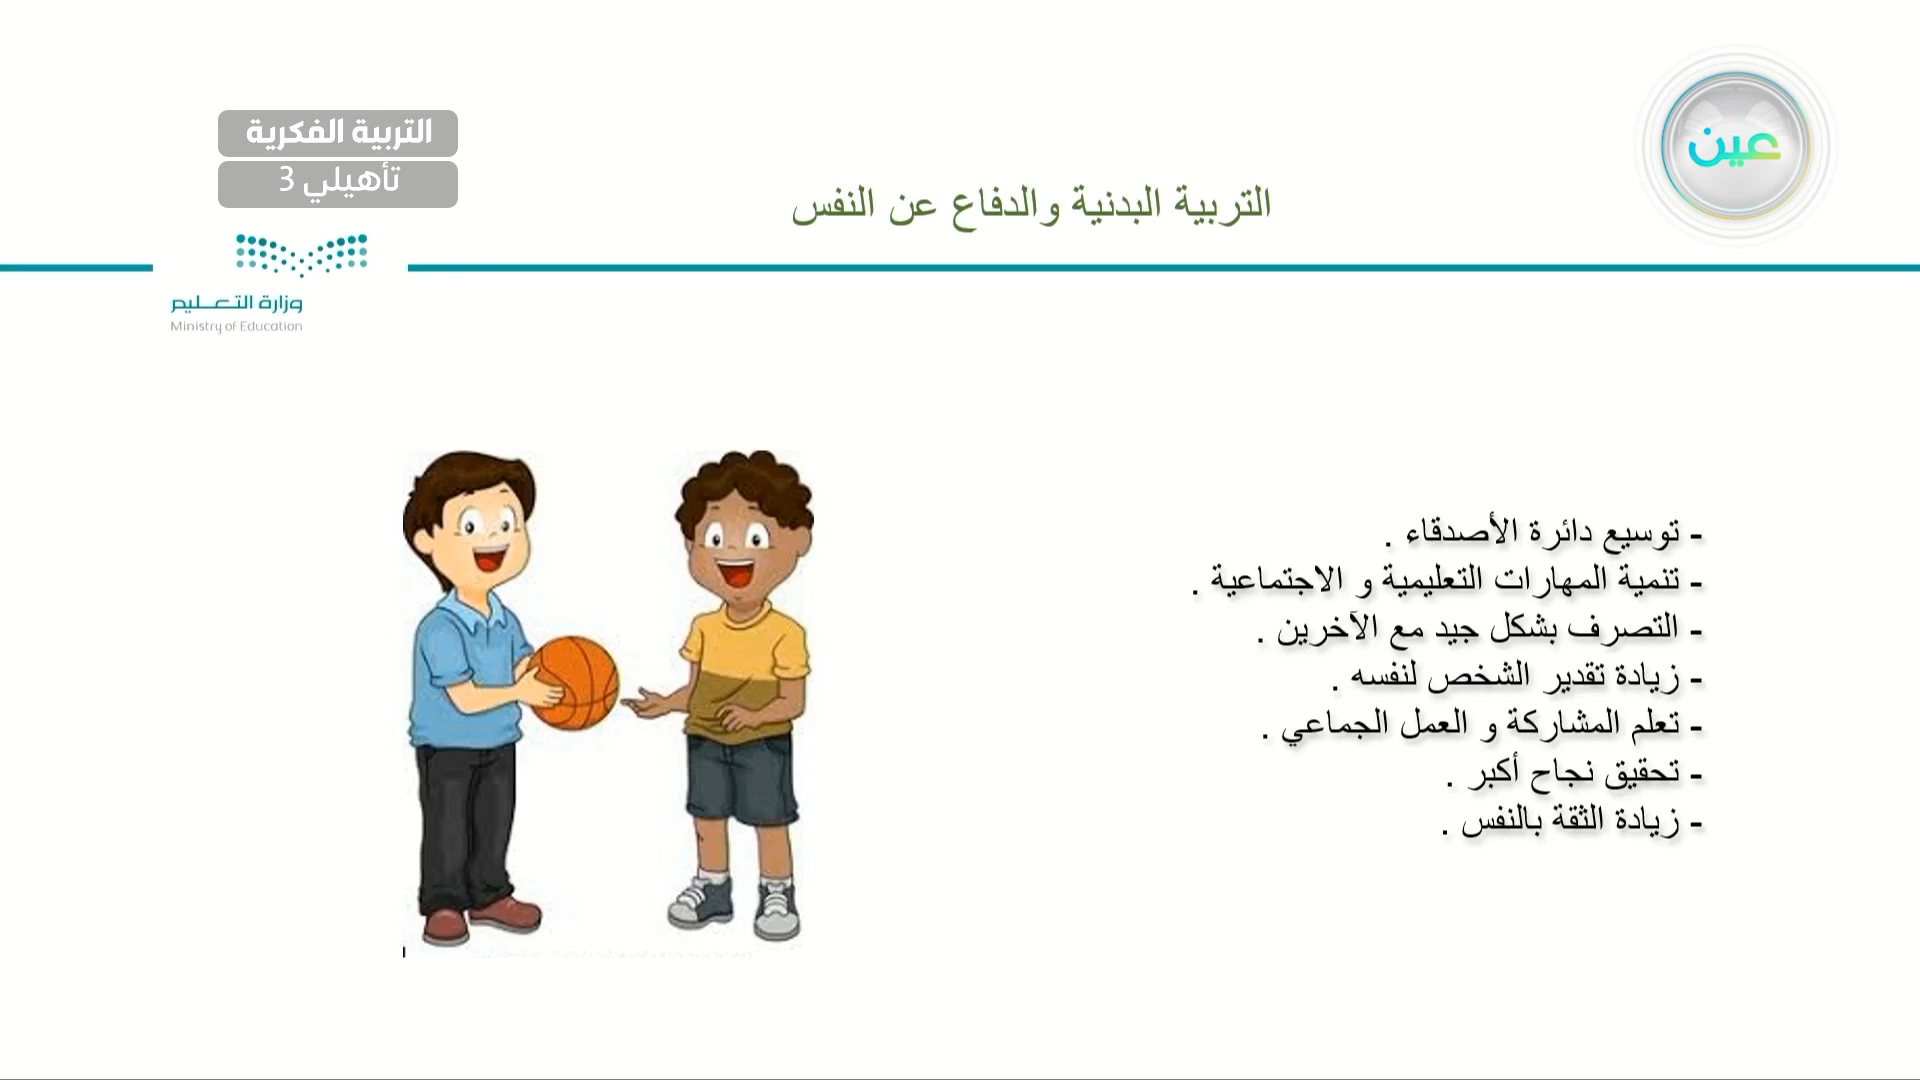 عين
التربية الفكرية
تأهيلي 3
التربية البدنية والدفاع عن النفس
وزارة التعليم
Ministry of Education
- توسيع دائرة الأصدقاء .
- تنمية المهارات التعليمية و الاجتماعية .
- التصرف بشكل جيد مع الآخرين .
- زيادة تقدير الشخص لنفسه .
- تعلم المشاركة و العمل الجماعي .
- تحقيق نجاح أكبر .
- زيادة الثقة بالنفس .